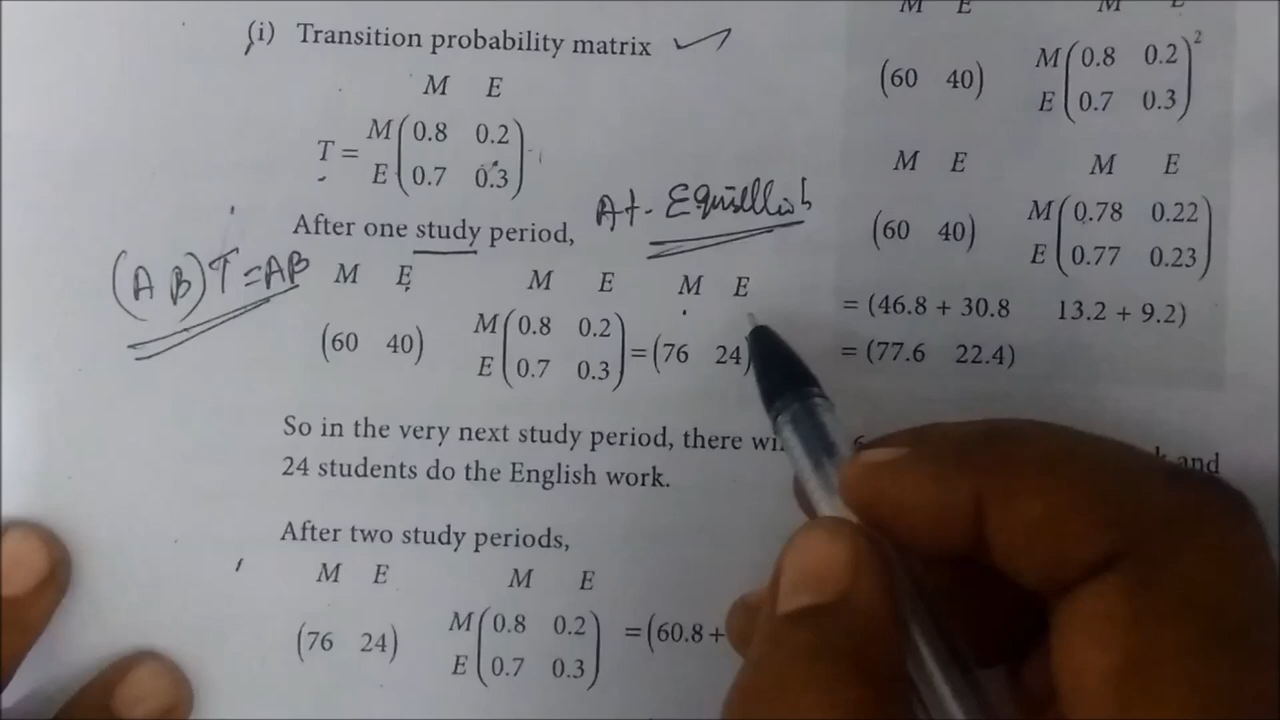 (i) Transition probability matrix
M E
T = M (0.8 0.2)
E (0.7 0.3)
At - Equillib
After one study period,
(A B) T = AB
M E M E M E
(60 40) M (0.8 0.2) = (76 24)
E (0.7 0.3)
So in the very next study period, there
24 students do the English work.
After two study periods,
M E M E
(76 24) M (0.8 0.2) = (60.8 +
E (0.7 0.3)
M E M E
(60 40) M (0.8 0.2)²
E (0.7 0.3)
M E M E
(60 40) M (0.78 0.22)
E (0.77 0.23)
= (46.8 + 30.8 13.2 + 9.2)
= (77.6 22.4)
and